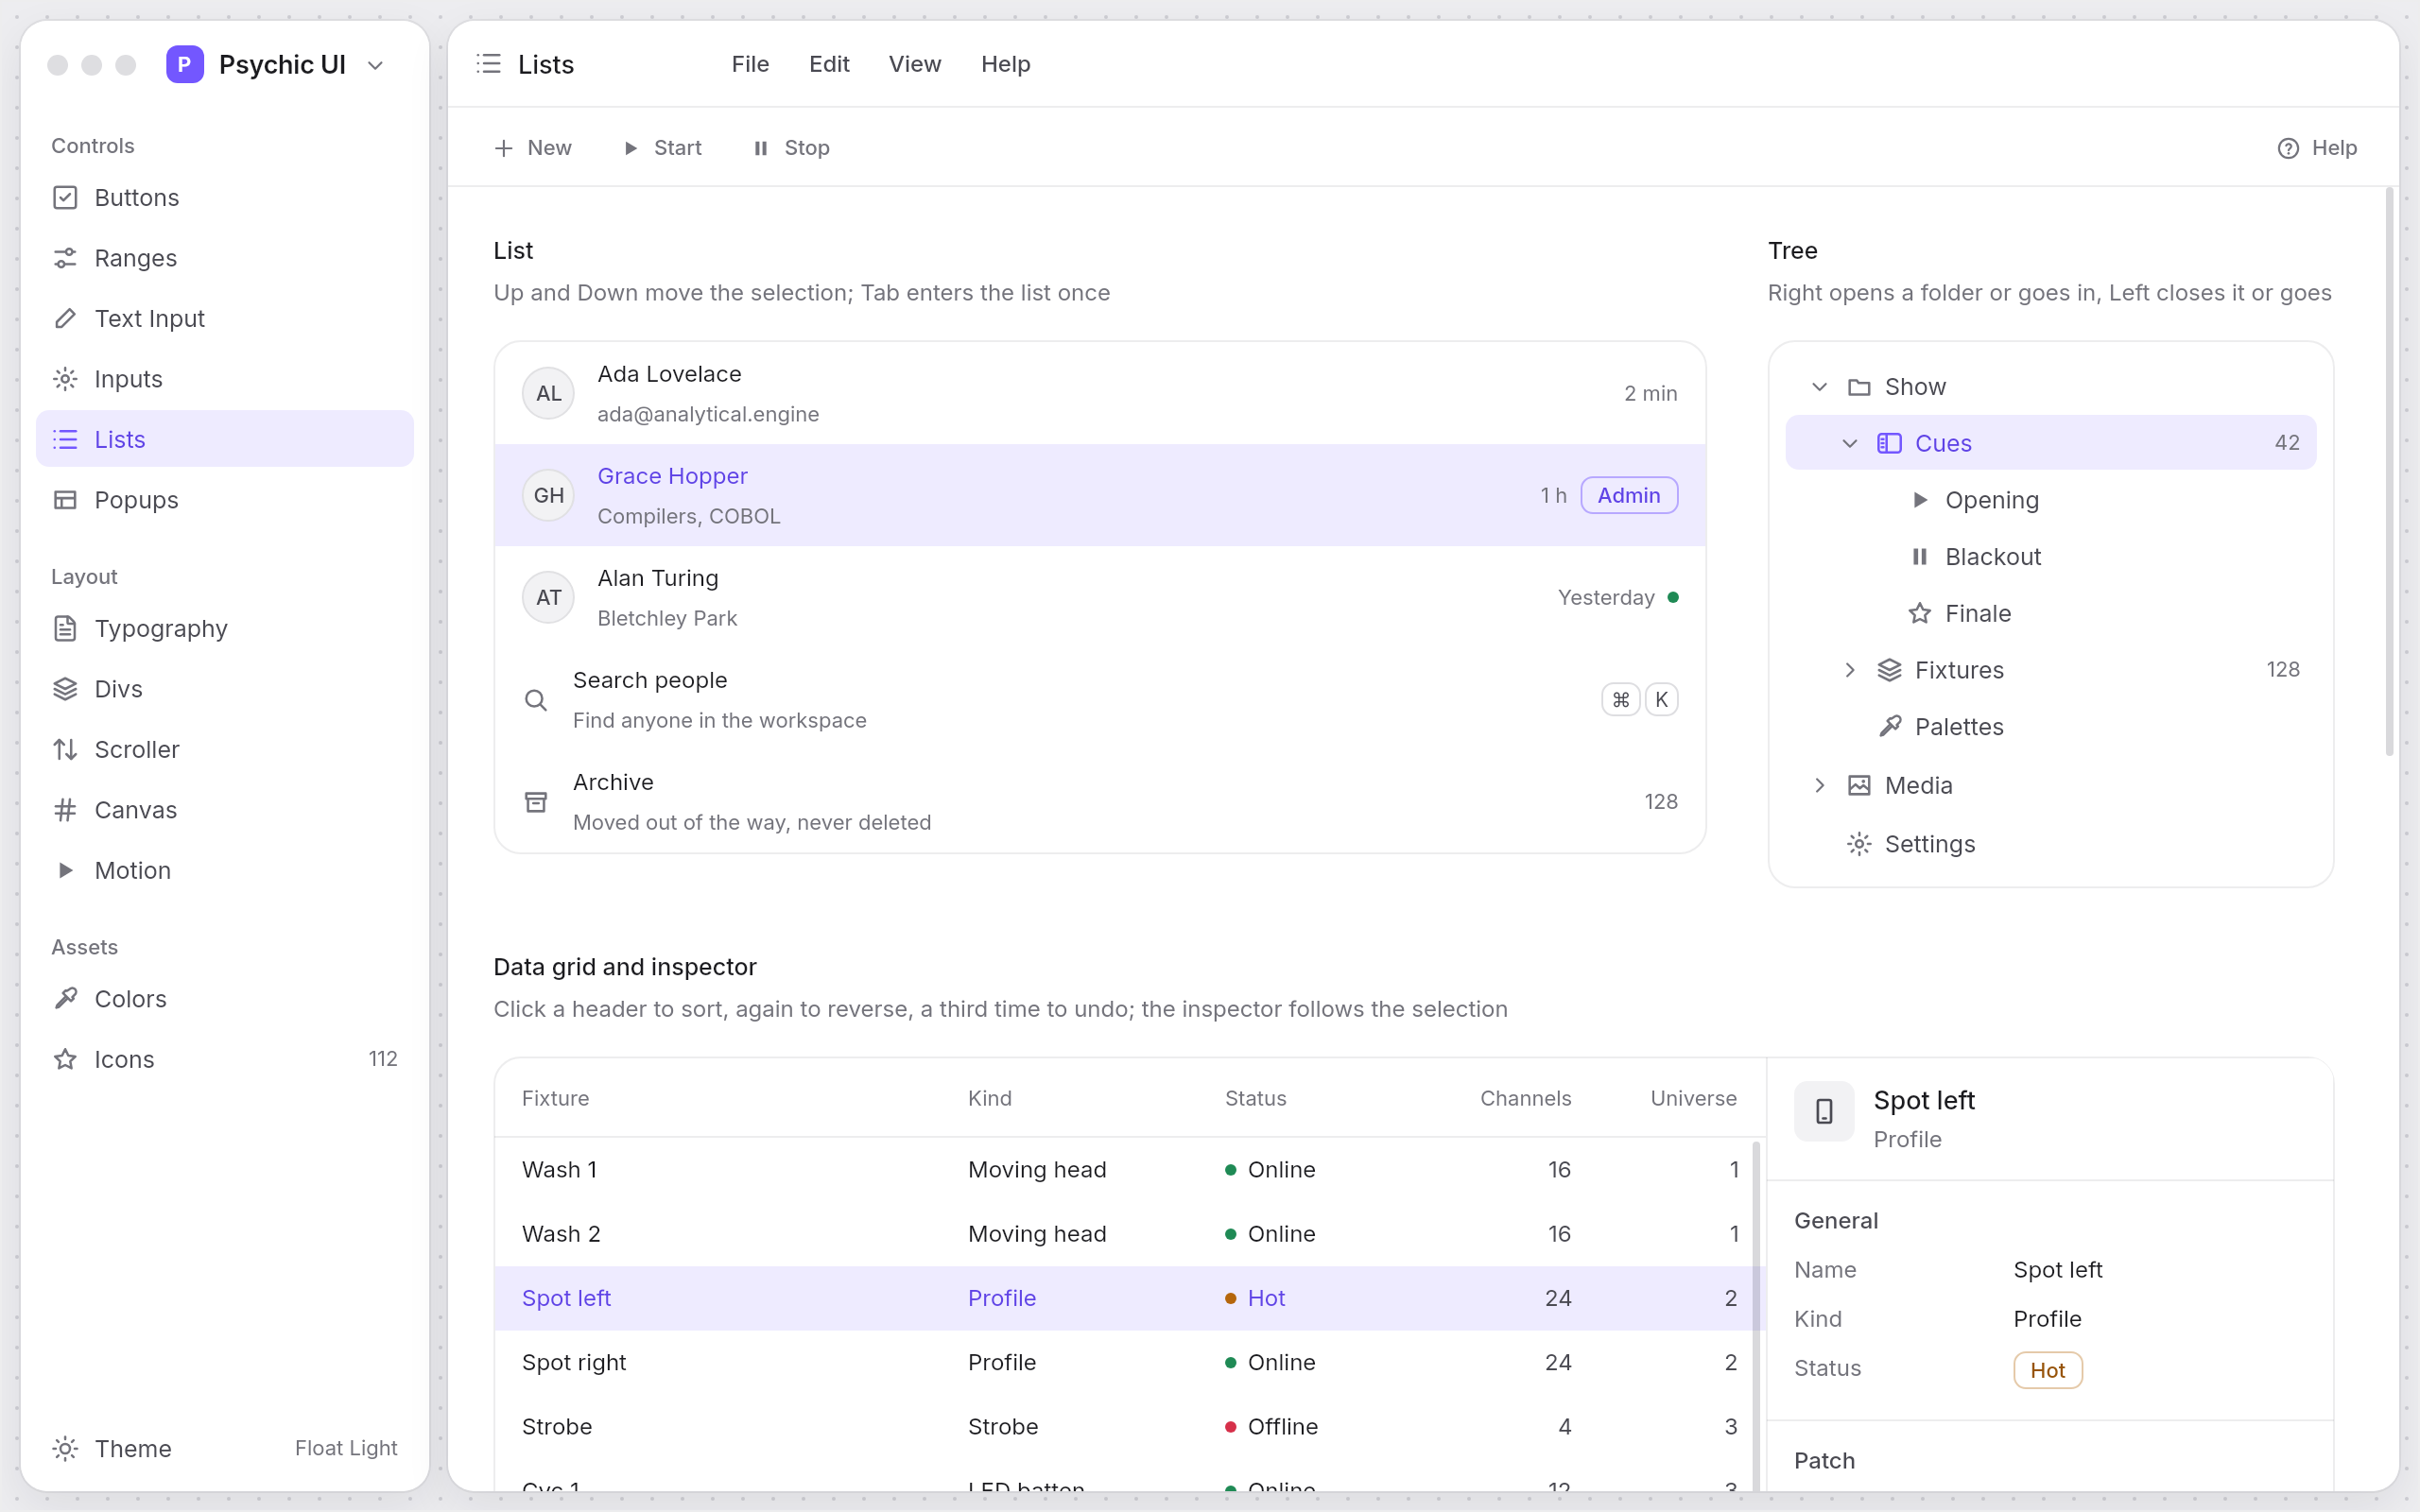 P Psychic UI
Controls
Buttons
Ranges
Text Input
Inputs
Lists
Popups
Layout
Typography
Divs
Scroller
Canvas
Motion
Assets
Colors
Icons 112
Theme Float Light
Lists File Edit View Help
New Start Stop Help
List
Up and Down move the selection; Tab enters the list once
AL Ada Lovelace 2 min
ada@analytical.engine
GH Grace Hopper 1 h Admin
Compilers, COBOL
AT Alan Turing Yesterday
Bletchley Park
Search people ⌘ K
Find anyone in the workspace
Archive 128
Moved out of the way, never deleted
Tree
Right opens a folder or goes in, Left closes it or goes
Show
Cues 42
Opening
Blackout
Finale
Fixtures 128
Palettes
Media
Settings
Data grid and inspector
Click a header to sort, again to reverse, a third time to undo; the inspector follows the selection
Fixture Kind Status Channels Universe
Wash 1 Moving head Online 16 1
Wash 2 Moving head Online 16 1
Spot left Profile Hot 24 2
Spot right Profile Online 24 2
Strobe Strobe Offline 4 3
Cyc 1 LED batten Online 12 3
Spot left
Profile
General
Name Spot left
Kind Profile
Status Hot
Patch